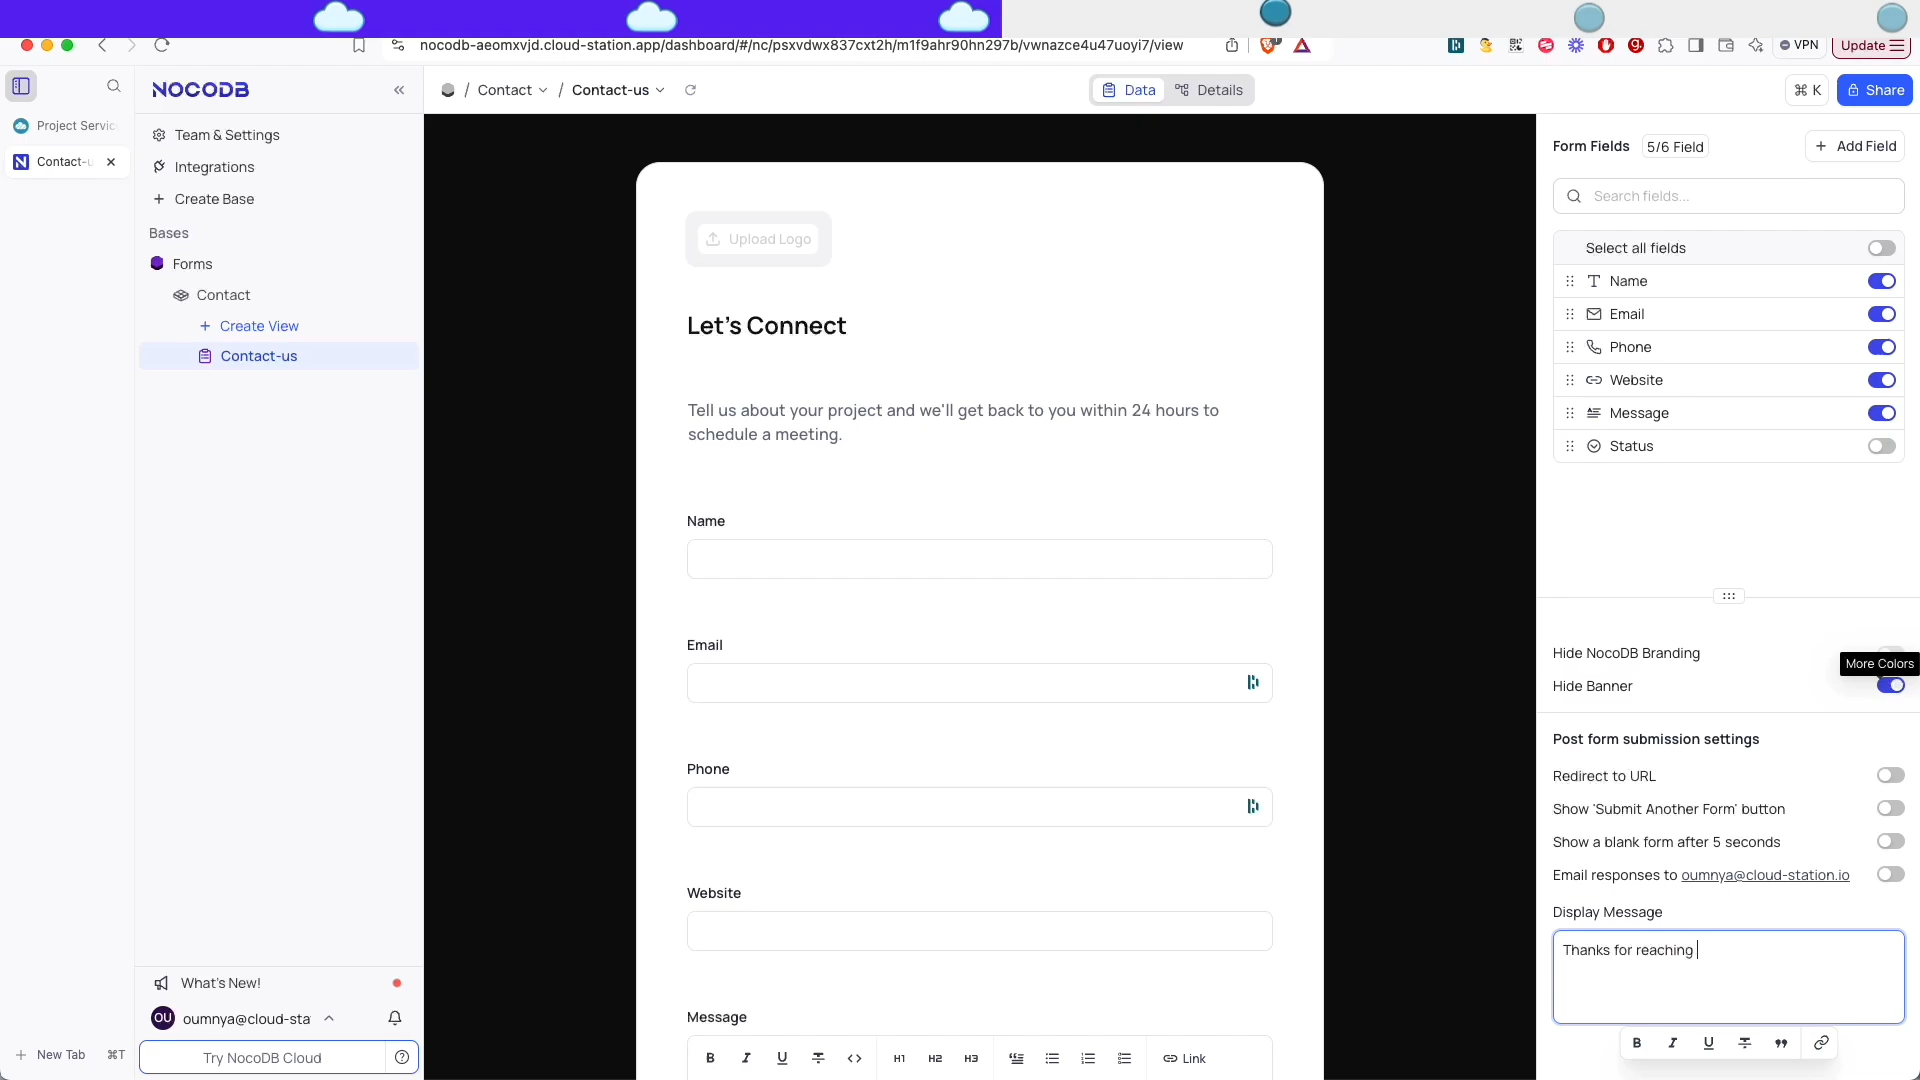 nocodb-aeomxvjd.cloud-station.app/dashboard/#/nc/psxvdwx837cxt2h/m1f9ahr90hn297b/vwnazce4u47uoyi7/view
VPN
Update
NOCODB
/ Contact / Contact-us
Data
Details
⌘ K
Share
Project Servic
Contact-u
Team & Settings
Integrations
+ Create Base
Bases
Forms
Contact
+ Create View
Contact-us
What's New!
OU oumnya@cloud-sta
Try NocoDB Cloud
+ New Tab ⌘T
Upload Logo
Let's Connect
Tell us about your project and we'll get back to you within 24 hours to
schedule a meeting.
Name
Email
Phone
Website
Message
B I U H1 H2 H3 Link
Form Fields 5/6 Field + Add Field
Search fields...
Select all fields
Name
Email
Phone
Website
Message
Status
Hide NocoDB Branding
More Colors
Hide Banner
Post form submission settings
Redirect to URL
Show 'Submit Another Form' button
Show a blank form after 5 seconds
Email responses to oumnya@cloud-station.io
Display Message
Thanks for reaching
B I U